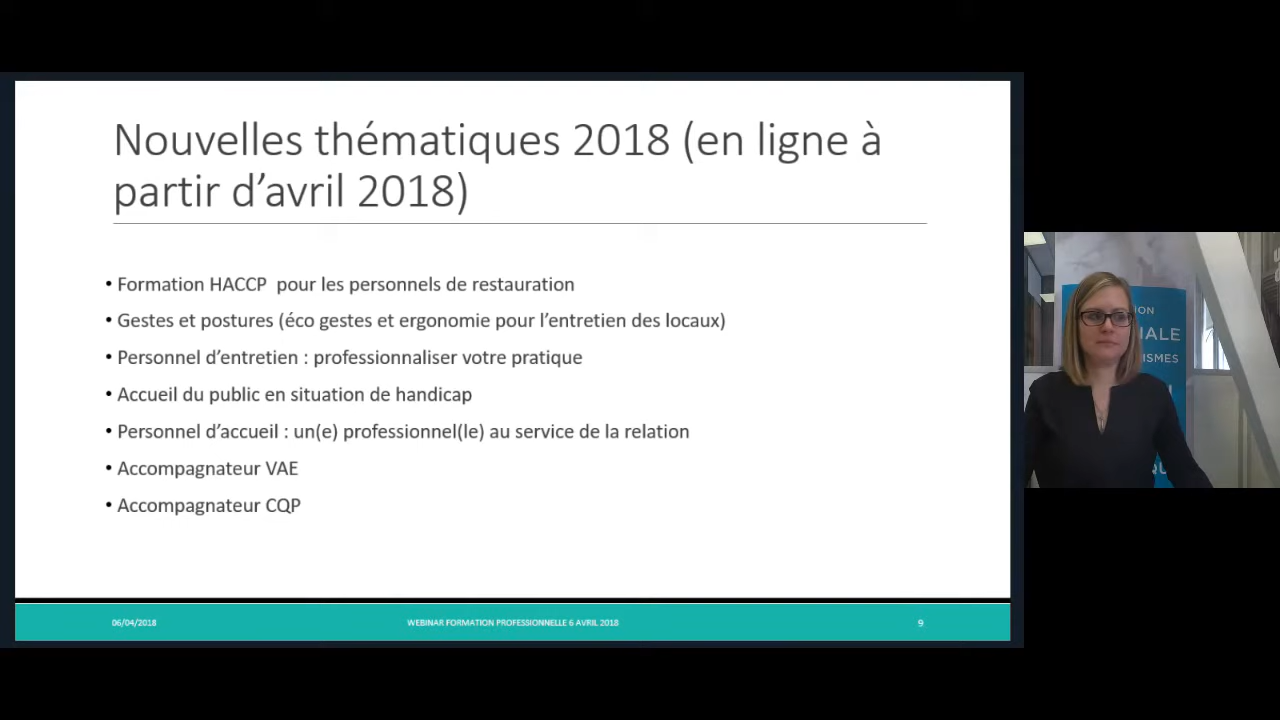 Nouvelles thématiques 2018 (en ligne à
partir d’avril 2018)
• Formation HACCP  pour les personnels de restauration
• Gestes et postures (éco gestes et ergonomie pour l’entretien des locaux)
• Personnel d’entretien : professionnaliser votre pratique
• Accueil du public en situation de handicap
• Personnel d’accueil : un(e) professionnel(le) au service de la relation
• Accompagnateur VAE
• Accompagnateur CQP
06/04/2018
WEBINAR FORMATION PROFESSIONNELLE 6 AVRIL 2018
9
ION
IALE
ISMES